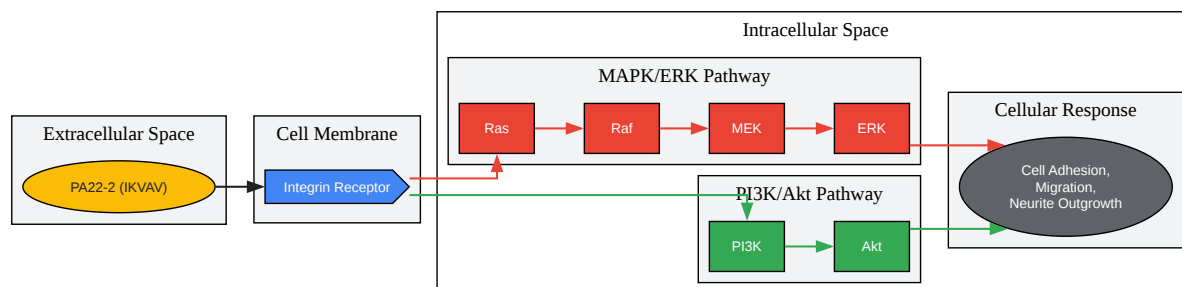 Intracellular Space
MAPK/ERK Pathway
Extracellular Space
Cell Membrane
Cellular Response
Ras
Raf
MEK
ERK
PA22-2 (IKVAV)
Integrin Receptor
Cell Adhesion,
Migration,
Neurite Outgrowth
PI3K/Akt Pathway
PI3K
Akt